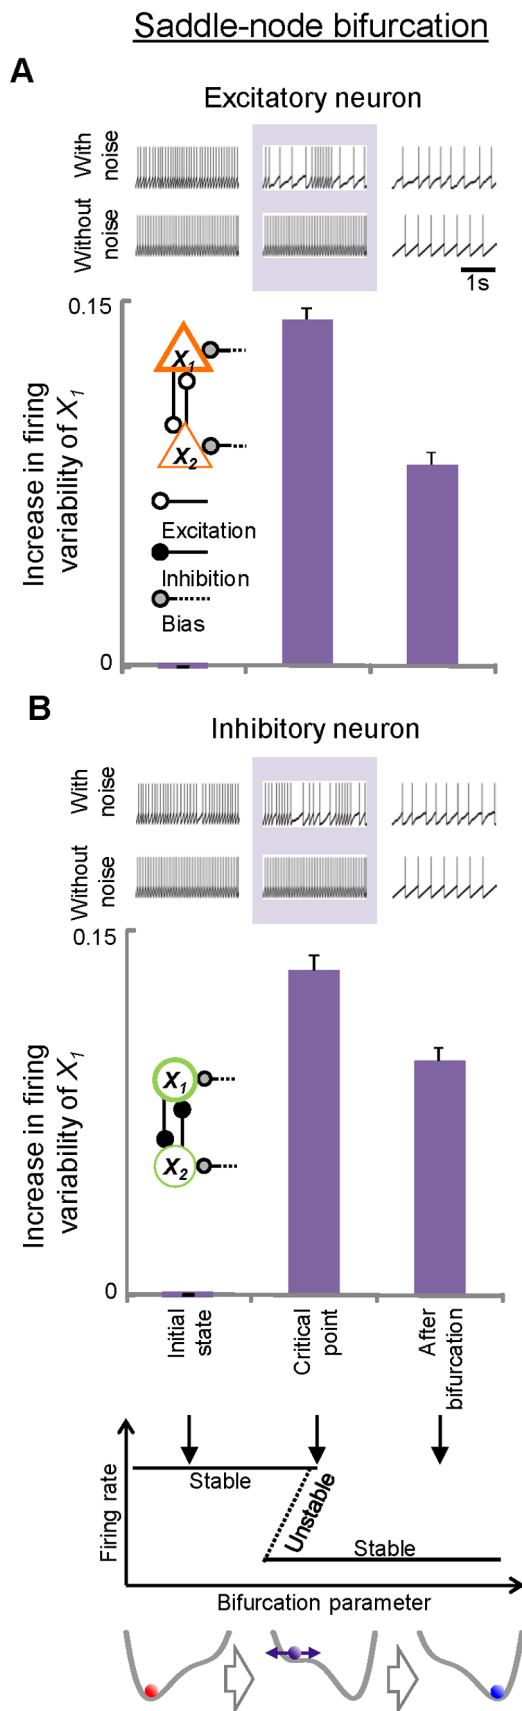 Saddle-node bifurcation
A
Excitatory neuron
With
noise
Without
noise
1s
0.15
Increase in firing
variability of X1
0
X1
X2
Excitation
Inhibition
Bias
B
Inhibitory neuron
With
noise
Without
noise
0.15
Increase in firing
variability of X1
0
X1
X2
Initial
state
Critical
point
After
bifurcation
Firing rate
Stable
Unstable
Stable
Bifurcation parameter